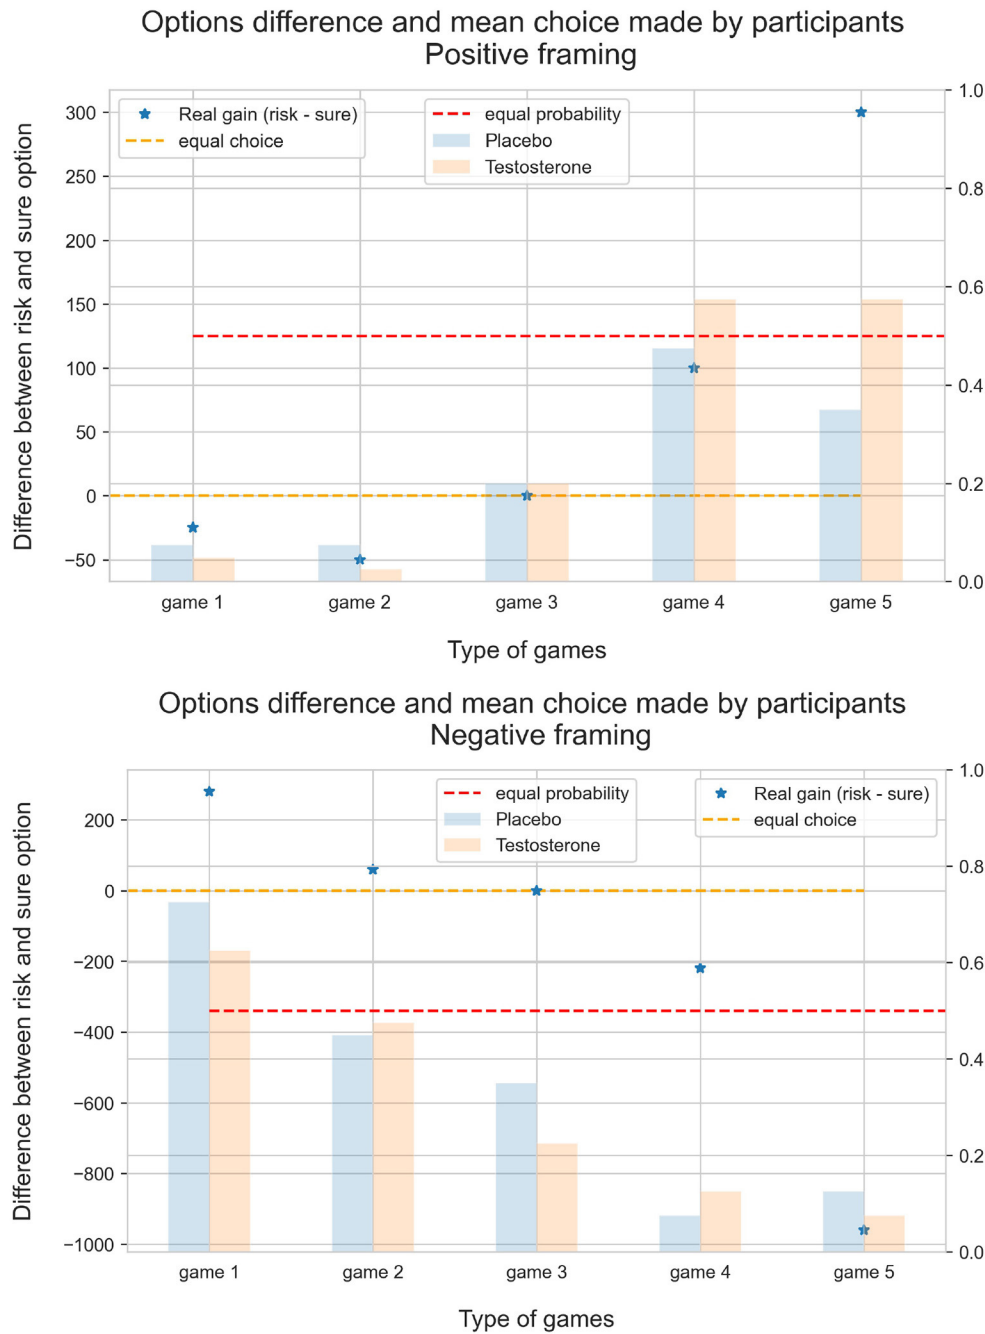 Options difference and mean choice made by participants
Positive framing
Real gain (risk - sure)
equal choice
equal probability
Placebo
Testosterone
Difference between risk and sure option
300
250
200
150
100
50
0
−50
1.0
0.8
0.6
0.4
0.2
0.0
game 1
game 2
game 3
game 4
game 5
Type of games
Options difference and mean choice made by participants
Negative framing
equal probability
Placebo
Testosterone
Real gain (risk - sure)
equal choice
Difference between risk and sure option
200
0
−200
−400
−600
−800
−1000
1.0
0.8
0.6
0.4
0.2
0.0
game 1
game 2
game 3
game 4
game 5
Type of games